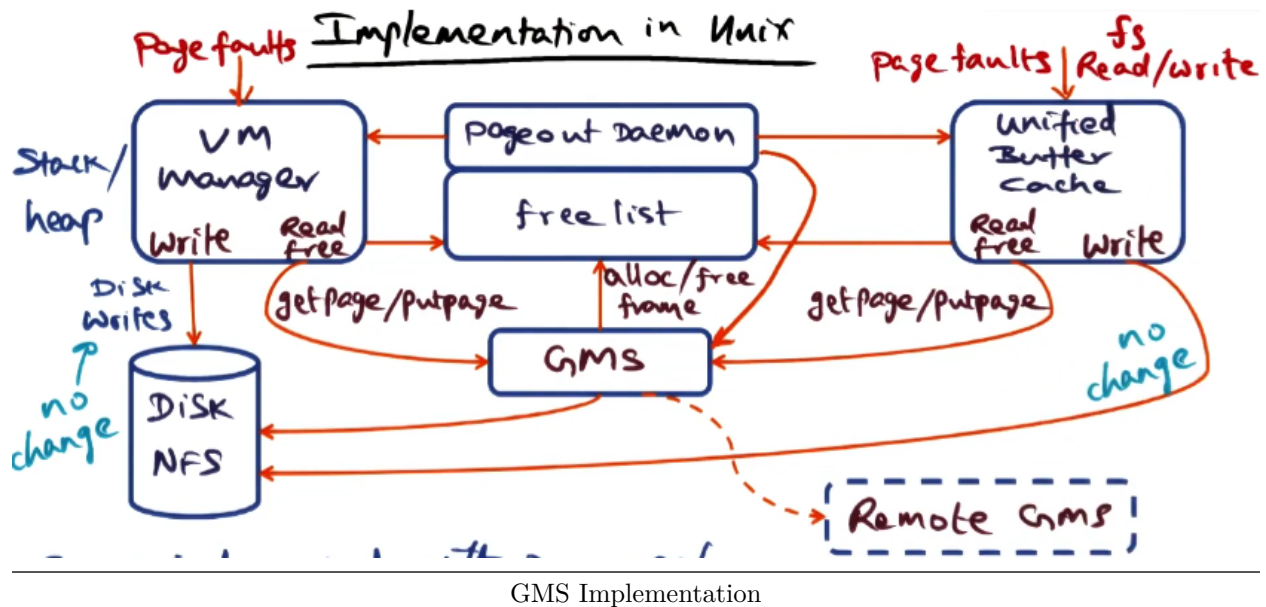 Implementation in Unix
Page faults
Page faults
fs
Read/write
VM
Manager
Write
Read
free
Stack/
heap
Pageout Daemon
free list
Unified
Buffer
Cache
Read
free
Write
Disk
Writes
getpage/putpage
alloc/free
frame
getpage/putpage
GMS
no
change
no
change
Disk
NFS
Remote GMS
GMS Implementation